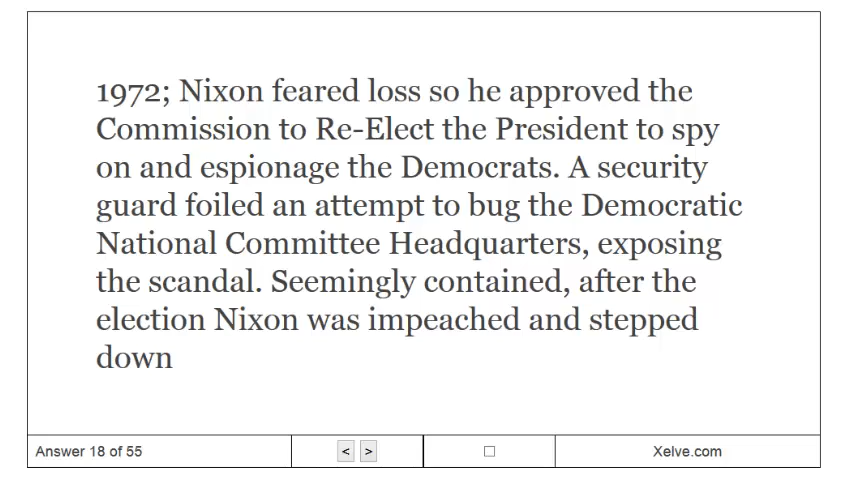 1972; Nixon feared loss so he approved the
Commission to Re-Elect the President to spy
on and espionage the Democrats. A security
guard foiled an attempt to bug the Democratic
National Committee Headquarters, exposing
the scandal. Seemingly contained, after the
election Nixon was impeached and stepped
down
Answer 18 of 55 < > Xelve.com